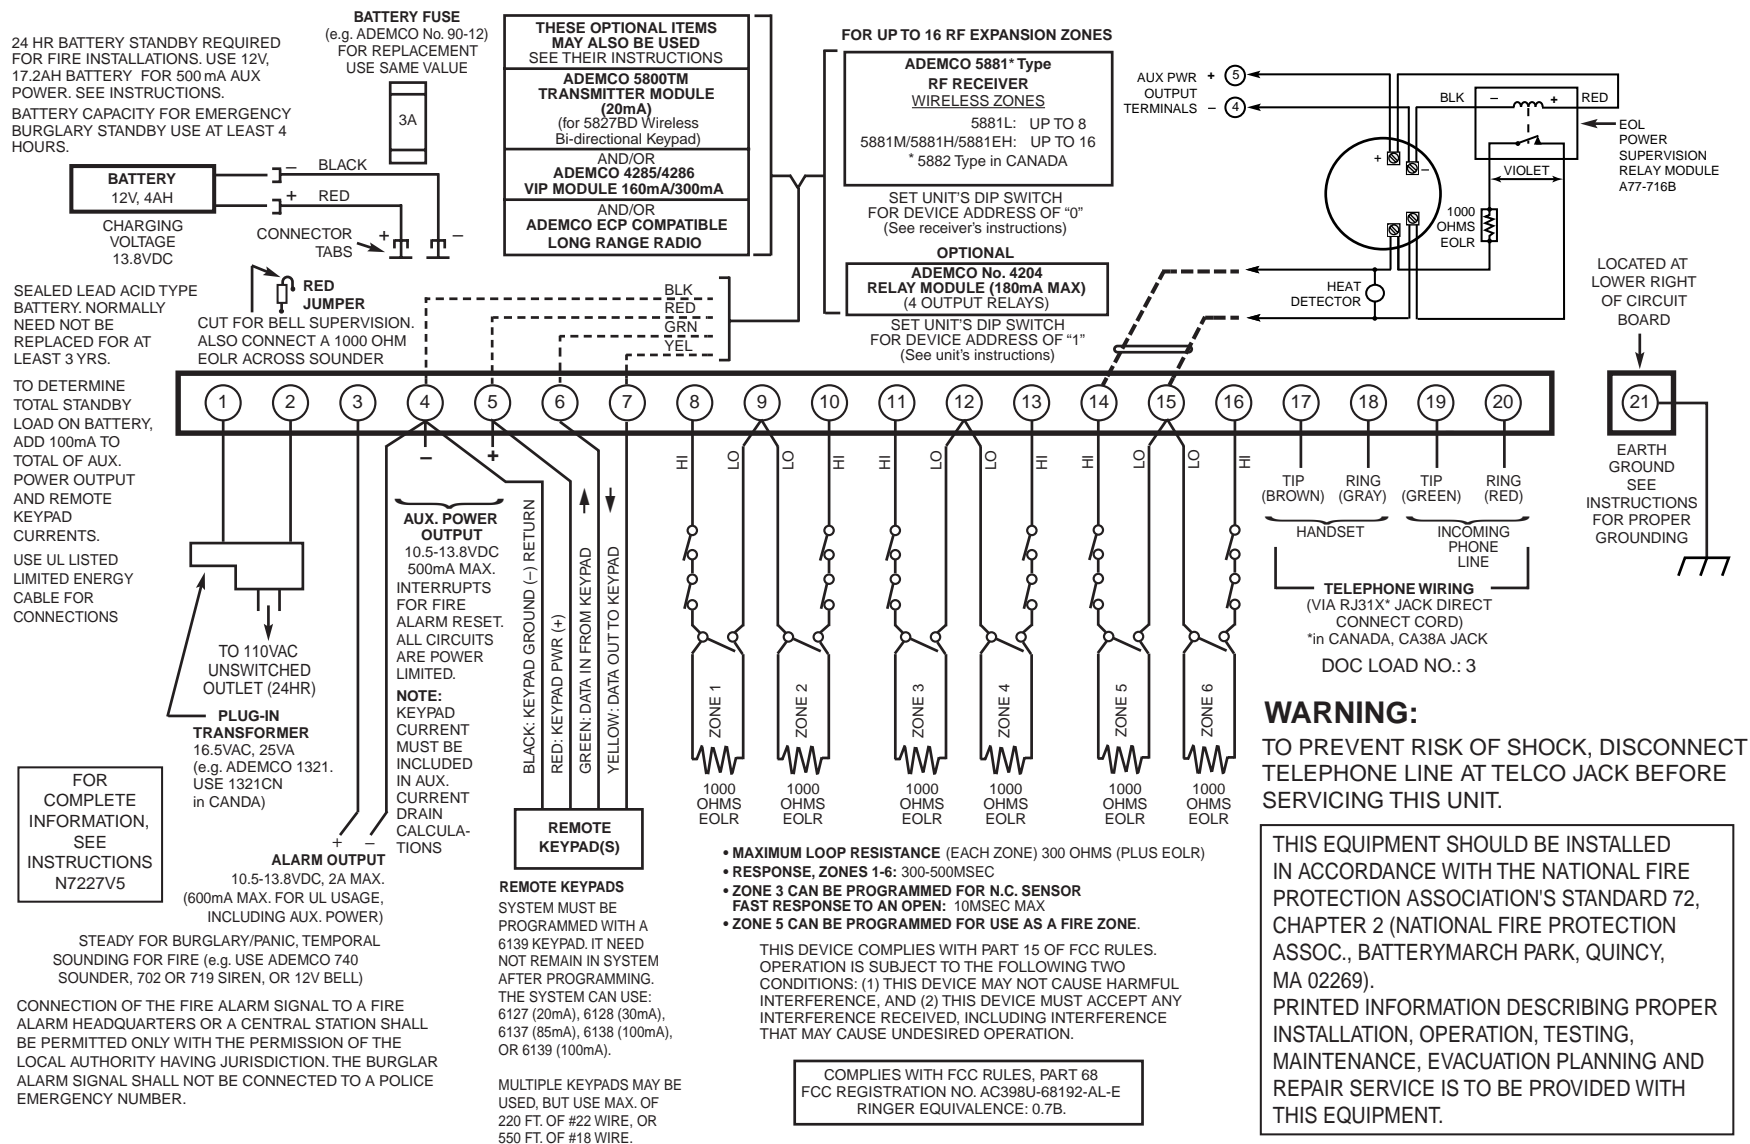 24 HR BATTERY STANDBY REQUIRED
FOR FIRE INSTALLATIONS. USE 12V,
17.2AH BATTERY FOR 500 mA AUX
POWER. SEE INSTRUCTIONS.
BATTERY CAPACITY FOR EMERGENCY
BURGLARY STANDBY USE AT LEAST 4
HOURS.
BATTERY FUSE
(e.g. ADEMCO No. 90-12)
FOR REPLACEMENT
USE SAME VALUE
3A
BATTERY
12V, 4AH
– BLACK
+ RED
CHARGING
VOLTAGE
13.8VDC
CONNECTOR
TABS
+ –
SEALED LEAD ACID TYPE
BATTERY. NORMALLY
NEED NOT BE
REPLACED FOR AT
LEAST 3 YRS.
RED
JUMPER
CUT FOR BELL SUPERVISION.
ALSO CONNECT A 1000 OHM
EOLR ACROSS SOUNDER
TO DETERMINE
TOTAL STANDBY
LOAD ON BATTERY,
ADD 100mA TO
TOTAL OF AUX.
POWER OUTPUT
AND REMOTE
KEYPAD
CURRENTS.
USE UL LISTED
LIMITED ENERGY
CABLE FOR
CONNECTIONS
THESE OPTIONAL ITEMS
MAY ALSO BE USED
SEE THEIR INSTRUCTIONS
ADEMCO 5800TM
TRANSMITTER MODULE
(20mA)
(for 5827BD Wireless
Bi-directional Keypad)
AND/OR
ADEMCO 4285/4286
VIP MODULE 160mA/300mA
AND/OR
ADEMCO ECP COMPATIBLE
LONG RANGE RADIO
BLK
RED
GRN
YEL
FOR UP TO 16 RF EXPANSION ZONES
ADEMCO 5881* Type
RF RECEIVER
WIRELESS ZONES
5881L: UP TO 8
5881M/5881H/5881EH: UP TO 16
* 5882 Type in CANADA
SET UNIT'S DIP SWITCH
FOR DEVICE ADDRESS OF “0”
(See receiver's instructions)
OPTIONAL
ADEMCO No. 4204
RELAY MODULE (180mA MAX)
(4 OUTPUT RELAYS)
SET UNIT'S DIP SWITCH
FOR DEVICE ADDRESS OF “1”
(See unit's instructions)
AUX PWR
OUTPUT
TERMINALS
+ 5
– 4
BLK – + RED
EOL
POWER
SUPERVISION
RELAY MODULE
A77-716B
+ –
VIOLET
1000
OHMS
EOLR
HEAT
DETECTOR
LOCATED AT
LOWER RIGHT
OF CIRCUIT
BOARD
1 2 3 4 5 6 7 8 9 10 11 12 13 14 15 16 17 18 19 20 21
– +
HI LO LO HI HI LO LO HI HI LO LO HI
TIP
(BROWN)
RING
(GRAY)
TIP
(GREEN)
RING
(RED)
HANDSET
INCOMING
PHONE
LINE
TELEPHONE WIRING
(VIA RJ31X* JACK DIRECT
CONNECT CORD)
*in CANADA, CA38A JACK
DOC LOAD NO.: 3
EARTH
GROUND
SEE
INSTRUCTIONS
FOR PROPER
GROUNDING
TO 110VAC
UNSWITCHED
OUTLET (24HR)
PLUG-IN
TRANSFORMER
16.5VAC, 25VA
(e.g. ADEMCO 1321.
USE 1321CN
in CANDA)
FOR
COMPLETE
INFORMATION,
SEE
INSTRUCTIONS
N7227V5
AUX. POWER
OUTPUT
10.5-13.8VDC
500mA MAX.
INTERRUPTS
FOR FIRE
ALARM RESET.
ALL CIRCUITS
ARE POWER
LIMITED.
NOTE:
KEYPAD
CURRENT
MUST BE
INCLUDED
IN AUX.
CURRENT
DRAIN
CALCULA-
TIONS
BLACK: KEYPAD GROUND (–) RETURN
RED: KEYPAD PWR (+)
GREEN: DATA IN FROM KEYPAD
YELLOW: DATA OUT TO KEYPAD
REMOTE
KEYPAD(S)
+ –
ALARM OUTPUT
10.5-13.8VDC, 2A MAX.
(600mA MAX. FOR UL USAGE,
INCLUDING AUX. POWER)
STEADY FOR BURGLARY/PANIC, TEMPORAL
SOUNDING FOR FIRE (e.g. USE ADEMCO 740
SOUNDER, 702 OR 719 SIREN, OR 12V BELL)
CONNECTION OF THE FIRE ALARM SIGNAL TO A FIRE
ALARM HEADQUARTERS OR A CENTRAL STATION SHALL
BE PERMITTED ONLY WITH THE PERMISSION OF THE
LOCAL AUTHORITY HAVING JURISDICTION. THE BURGLAR
ALARM SIGNAL SHALL NOT BE CONNECTED TO A POLICE
EMERGENCY NUMBER.
REMOTE KEYPADS
SYSTEM MUST BE
PROGRAMMED WITH A
6139 KEYPAD. IT NEED
NOT REMAIN IN SYSTEM
AFTER PROGRAMMING.
THE SYSTEM CAN USE:
6127 (20mA), 6128 (30mA),
6137 (85mA), 6138 (100mA),
OR 6139 (100mA).
MULTIPLE KEYPADS MAY BE
USED, BUT USE MAX. OF
220 FT. OF #22 WIRE, OR
550 FT. OF #18 WIRE.
ZONE 1
ZONE 2
ZONE 3
ZONE 4
ZONE 5
ZONE 6
1000
OHMS
EOLR
1000
OHMS
EOLR
1000
OHMS
EOLR
1000
OHMS
EOLR
1000
OHMS
EOLR
1000
OHMS
EOLR
• MAXIMUM LOOP RESISTANCE (EACH ZONE) 300 OHMS (PLUS EOLR)
• RESPONSE, ZONES 1-6: 300-500MSEC
• ZONE 3 CAN BE PROGRAMMED FOR N.C. SENSOR
FAST RESPONSE TO AN OPEN: 10MSEC MAX
• ZONE 5 CAN BE PROGRAMMED FOR USE AS A FIRE ZONE.
THIS DEVICE COMPLIES WITH PART 15 OF FCC RULES.
OPERATION IS SUBJECT TO THE FOLLOWING TWO
CONDITIONS: (1) THIS DEVICE MAY NOT CAUSE HARMFUL
INTERFERENCE, AND (2) THIS DEVICE MUST ACCEPT ANY
INTERFERENCE RECEIVED, INCLUDING INTERFERENCE
THAT MAY CAUSE UNDESIRED OPERATION.
COMPLIES WITH FCC RULES, PART 68
FCC REGISTRATION NO. AC398U-68192-AL-E
RINGER EQUIVALENCE: 0.7B.
WARNING:
TO PREVENT RISK OF SHOCK, DISCONNECT
TELEPHONE LINE AT TELCO JACK BEFORE
SERVICING THIS UNIT.
THIS EQUIPMENT SHOULD BE INSTALLED
IN ACCORDANCE WITH THE NATIONAL FIRE
PROTECTION ASSOCIATION'S STANDARD 72,
CHAPTER 2 (NATIONAL FIRE PROTECTION
ASSOC., BATTERYMARCH PARK, QUINCY,
MA 02269).
PRINTED INFORMATION DESCRIBING PROPER
INSTALLATION, OPERATION, TESTING,
MAINTENANCE, EVACUATION PLANNING AND
REPAIR SERVICE IS TO BE PROVIDED WITH
THIS EQUIPMENT.